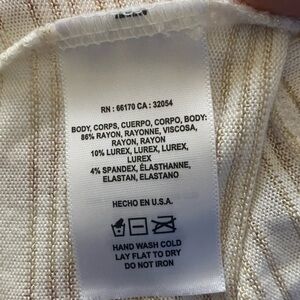 RN : 66170 CA : 32054
BODY, CORPS, CUERPO, CORPO, BODY:
86% RAYON, RAYONNE, VISCOSA,
RAYON, RAYON
10% LUREX, LUREX, LUREX,
LUREX
4% SPANDEX, ÉLASTHANNE,
ELASTAN, ELASTANO
HECHO EN U.S.A.
HAND WASH COLD
LAY FLAT TO DRY
DO NOT IRON